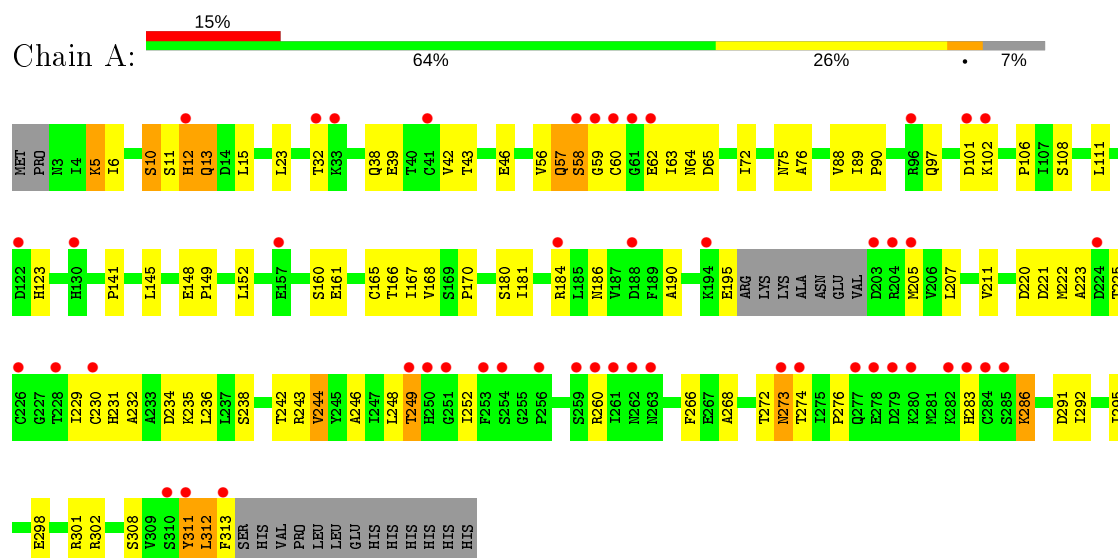 15%
Chain A:
64% 26% • 7%
MET PRO N3 I4 K5 I6 S10 S11 H12 Q13 D14 L15 L23 T32 K33 Q38 E39 T40 C41 V42 T43 E46 V56 Q57 S58 G59 C60 G61 E62 I63 N64 D65 I72 N75 A76 V88 I89 P90 R96 Q97 D101 K102 P106 I107 S108 L111
D122 H123 H130 P141 L145 E148 P149 L152 E157 S160 E161 C165 T166 I167 V168 S169 P170 S180 I181 R184 L185 N186 V187 D188 F189 A190 K194 E195 ARG LYS LYS ALA ASN GLU VAL D203 R204 M205 V206 L207 V211 D220 D221 M222 A223 D224 T225
C226 G227 T228 I229 C230 H231 A232 A233 D234 K235 L236 L237 S238 T242 R243 V244 Y245 A246 I247 L248 T249 H250 G251 I252 F253 S254 G255 P256 S259 R260 I261 N262 N263 F266 E267 A268 T272 N273 T274 I275 P276 Q277 E278 D279 K280 M281 K282 H283 C284 S285 K286 D291 I292 I295
E298 R301 R302 S308 V309 S310 Y311 L312 F313 SER HIS VAL PRO LEU LEU GLU HIS HIS HIS HIS HIS HIS